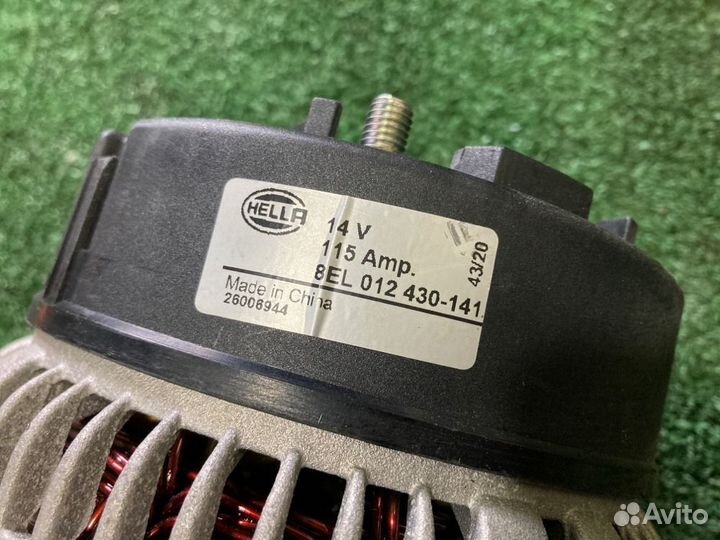 HELLA
14 V
115 Amp.
8EL 012 430-141
Made in China
26006944
43/20
Avito